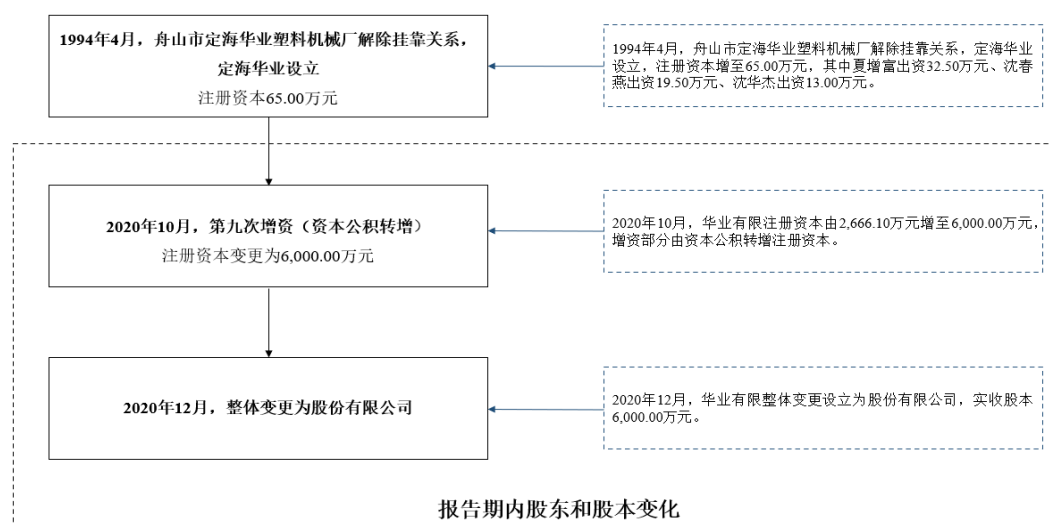 1994年4月，舟山市定海华业塑料机械厂解除挂靠关系，
定海华业设立
注册资本65.00万元
1994年4月，舟山市定海华业塑料机械厂解除挂靠关系，定海华业
设立，注册资本增至65.00万元，其中夏增富出资32.50万元、沈春
燕出资19.50万元、沈华杰出资13.00万元。
2020年10月，第九次增资（资本公积转增）
注册资本变更为6,000.00万元
2020年10月，华业有限注册资本由2,666.10万元增至6,000.00万元，
增资部分由资本公积转增注册资本。
2020年12月，整体变更为股份有限公司
2020年12月，华业有限整体变更设立为股份有限公司，实收股本
6,000.00万元。
报告期内股东和股本变化